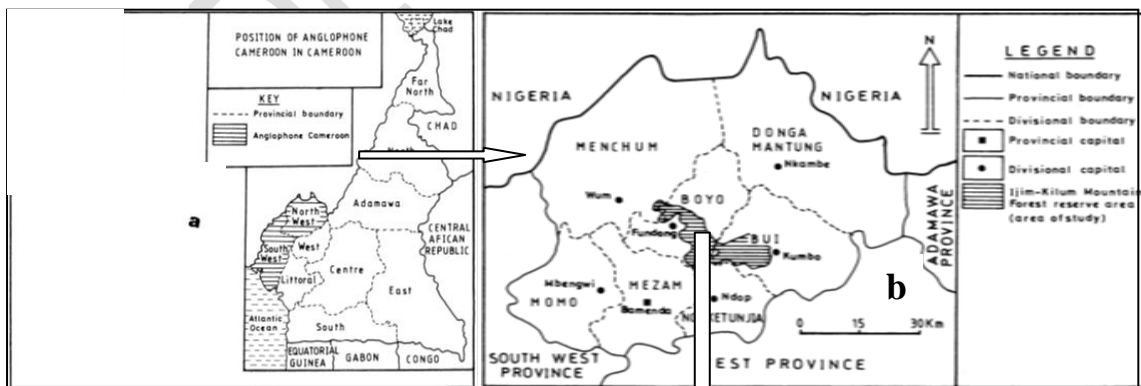 POSITION OF ANGLOPHONE
CAMEROON IN CAMEROON
KEY
Provincial boundary
Anglophone Cameroon
Lake
Chad
Far
North
CHAD
North
Adamawa
North
West
South
West
West
Littoral
Centre
East
South
CENTRAL
AFRICAN
REPUBLIC
Atlantic
Ocean
EQUATORIAL
GUINEA
GABON
CONGO
a
NIGERIA
NIGERIA
N
MENCHUM
DONGA
MANTUNG
Nkambe
Wum
BOYO
Fundong
BUI
Kumbo
Mbengwi
MOMO
MEZAM
Bamenda
Ndop
ETUNJIA
SOUTH WEST
PROVINCE
EST PROVINCE
ADAMAWA
PROVINCE
b
0 15 30Km
LEGEND
National boundary
Provincial boundary
Divisional boundary
Provincial capital
Divisional capital
Ijim-Kilum Mountain
Forest reserve area
(area of study)